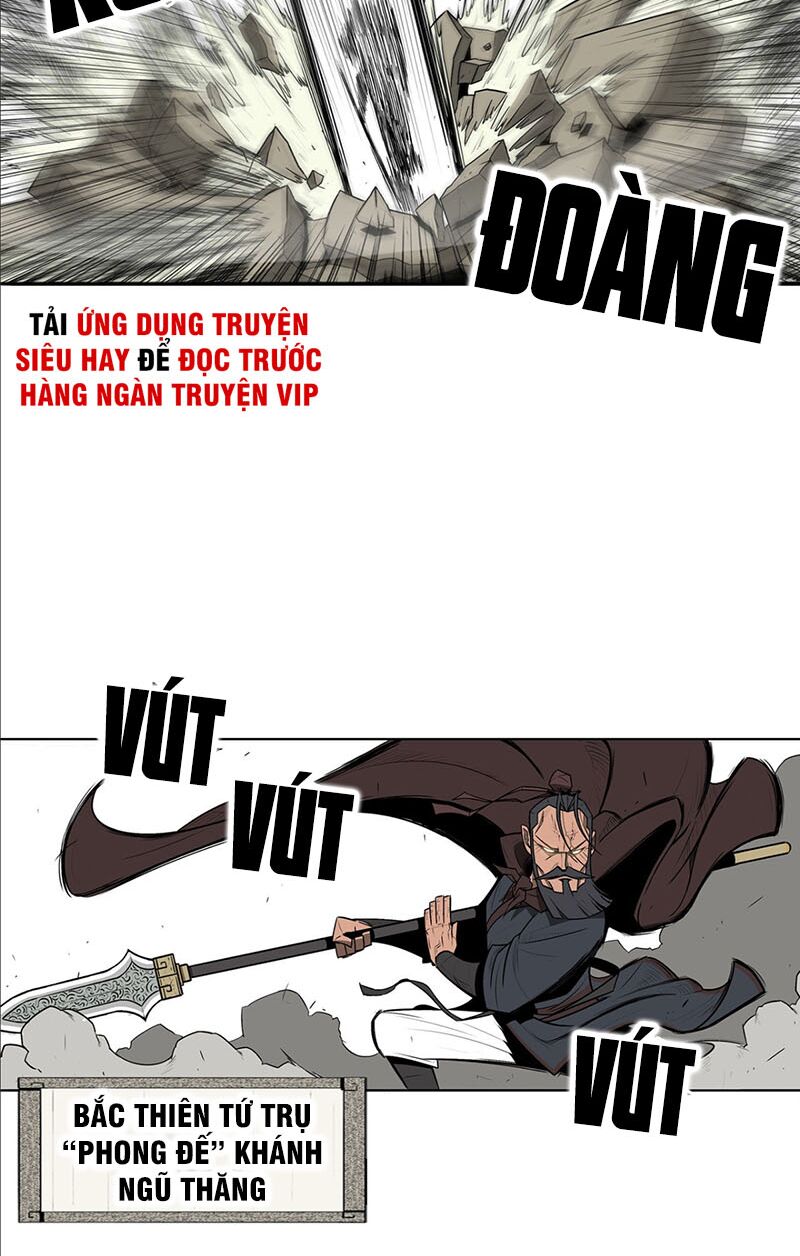 ĐOÀNG
TẢI ỨNG DỤNG TRUYỆN
SIÊU HAY ĐỂ ĐỌC TRƯỚC
HÀNG NGÀN TRUYỆN VIP
VÚT
VÚT
VÚT
BẮC THIÊN TỨ TRỤ
“PHONG ĐẾ” KHÁNH
NGŨ THĂNG